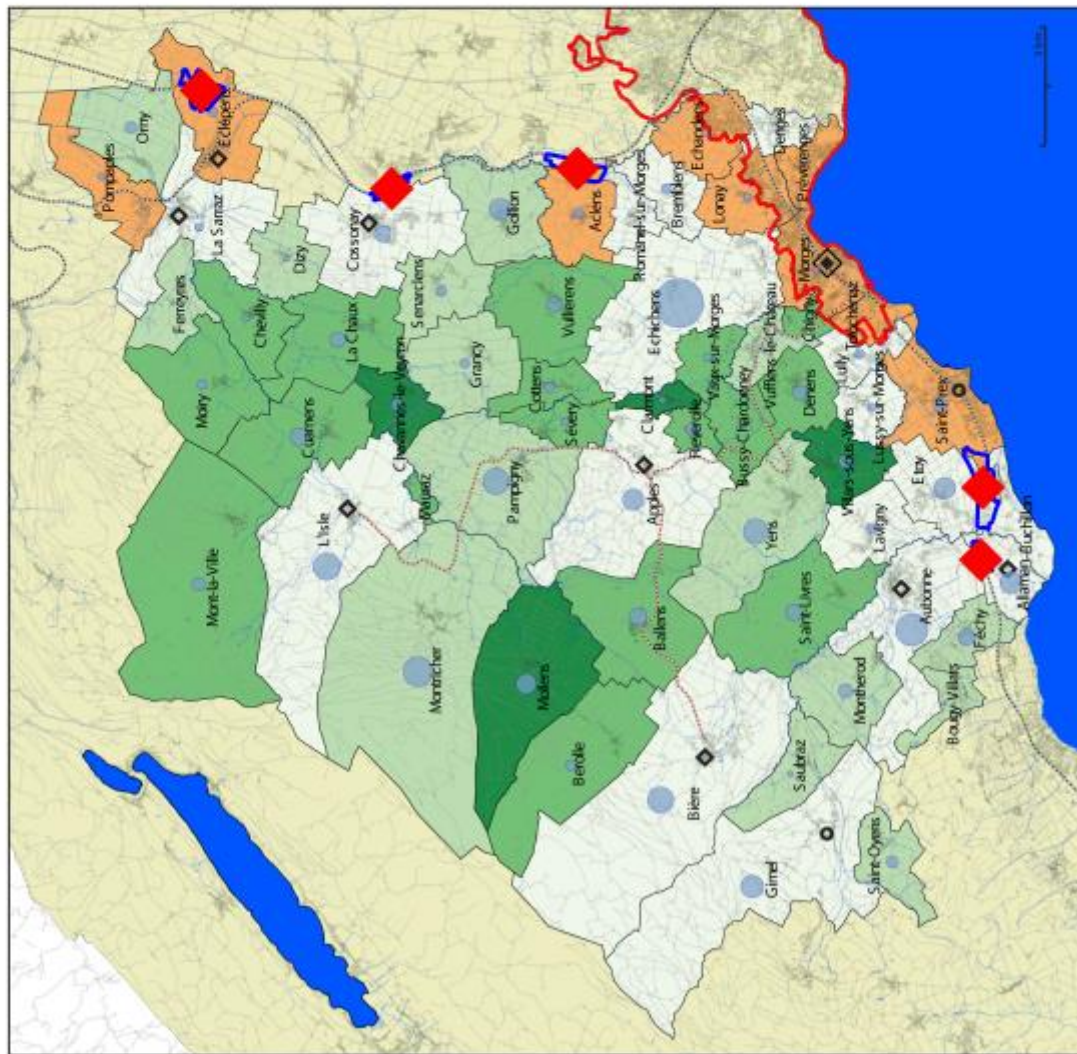 Pompaples
Orny
Ferreyres
Moiry
Mont-la-Ville
La Sarraz
Eclépens
Chevilly
Dizy
Cuarnens
L'Isle
La Chaux
Cossonay
Chavannes-le-Veyron
Senarclens
Mauraz
Montricher
Grancy
Gollion
Pampigny
Cottens
Mollens
Vullierens
Sévery
Berolle
Aclens
Romanel-sur-Morges
Clarmont
Ballens
Apples
Echichens
Bremblens
Bière
Reverolle
Echandens
Vaux-sur-Morges
Lonay
Bussy-Chardonney
Gimel
Vufflens-le-Château
Yens
Denges
Saubraz
Saint-Livres
Denens
Morges
Préverenges
Chigny
Lully
Villars-sous-Yens
Tolochenaz
Montherod
Lavigny
Saint-Oyens
Lussy-sur-Morges
Etoy
Aubonne
Saint-Prex
Bougy-Villars
Féchy
Allaman-Buchillon